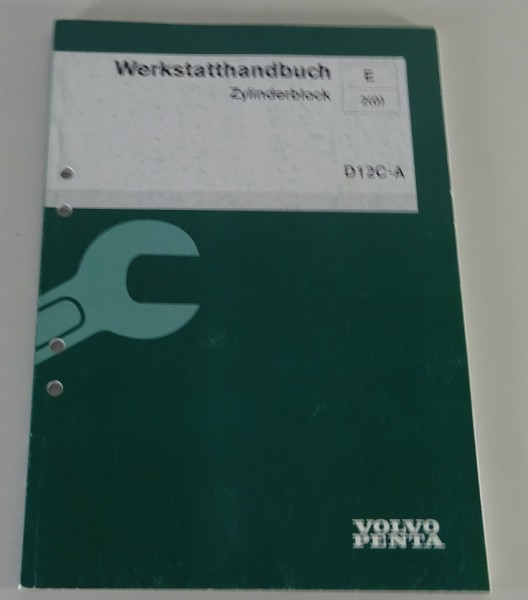 Werkstatthandbuch
Zylinderblock
E
2(0)
D12C-A
VOLVO
PENTA